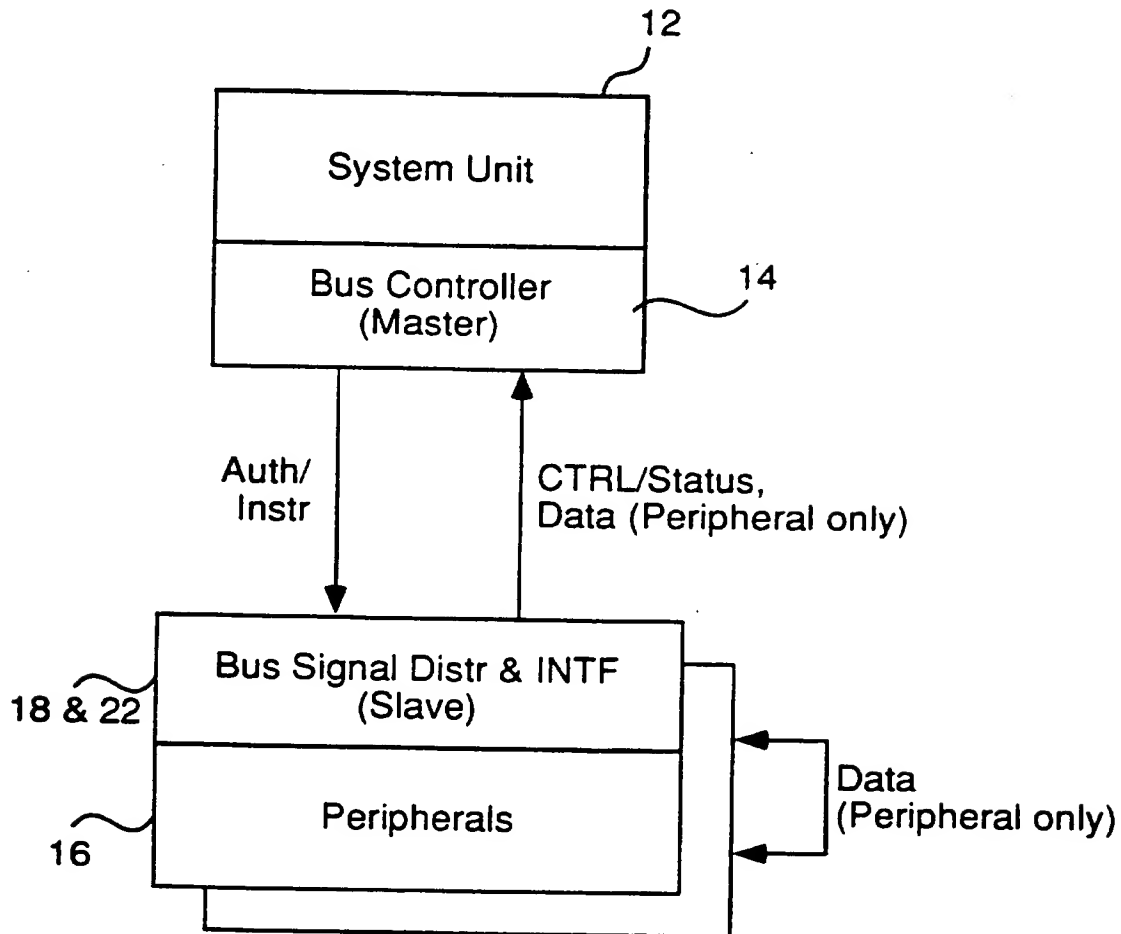 12
System Unit
Bus Controller
(Master)
14
Auth/
Instr
CTRL/Status,
Data (Peripheral only)
Bus Signal Distr & INTF
(Slave)
18 & 22
Peripherals
16
Data
(Peripheral only)